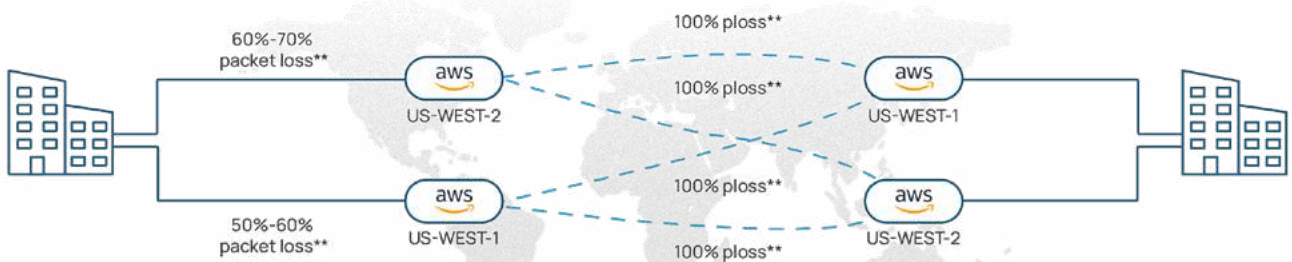 60%-70%
packet loss**
aws
US-WEST-2
100% ploss**
100% ploss**
aws
US-WEST-1
aws
US-WEST-1
50%-60%
packet loss**
100% ploss**
100% ploss**
aws
US-WEST-2